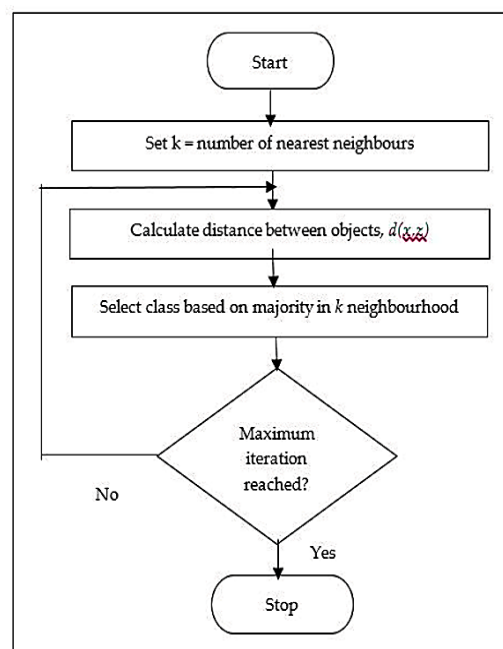 Start
Set k = number of nearest neighbours
Calculate distance between objects, d(x.z)
Select class based on majority in k neighbourhood
Maximum
iteration
reached?
No
Yes
Stop